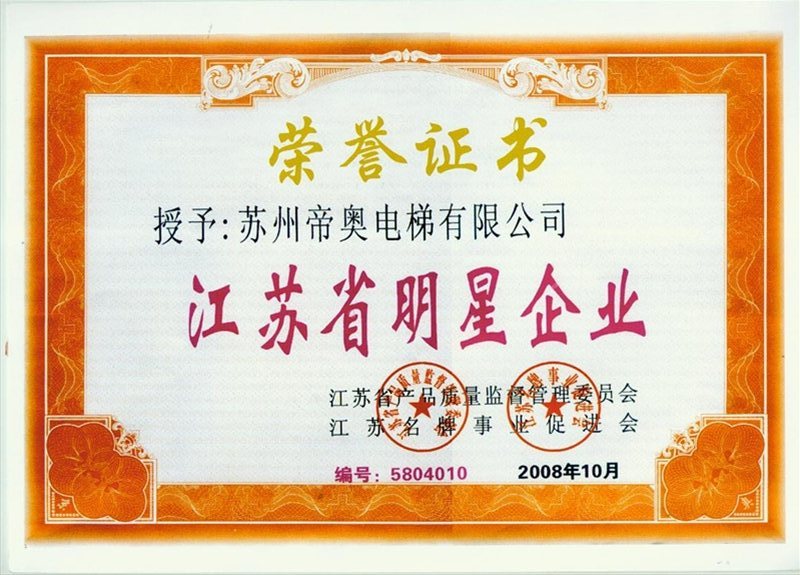 荣誉证书
授予:苏州帝奥电梯有限公司
江苏省明星企业
江苏省产品质量监督管理委员会
江苏名牌事业促进会
编号:5804010 2008年10月